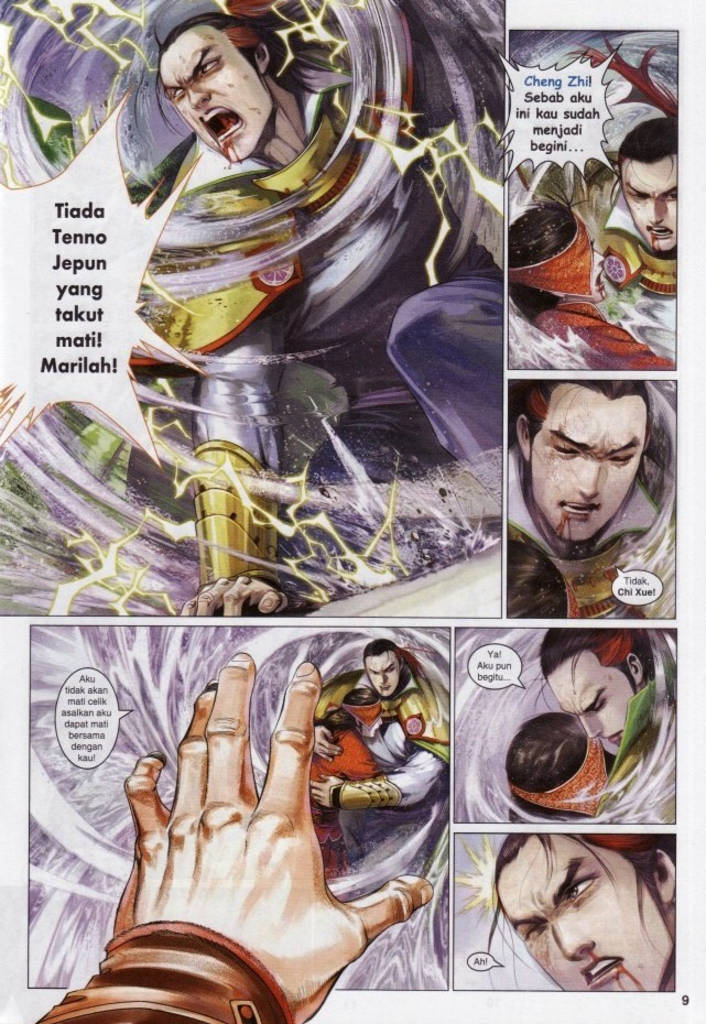 Tiada
Tenno
Jepun
yang
takut
mati!
Marilah!
Cheng Zhi!
Sebab aku
ini kau sudah
menjadi
begini...
Tidak,
Chi Xue!
Aku
tidak akan
mati celik
asalkan aku
dapat mati
bersama
dengan
kau!
Ya!
Aku pun
begitu...
Ah!
9